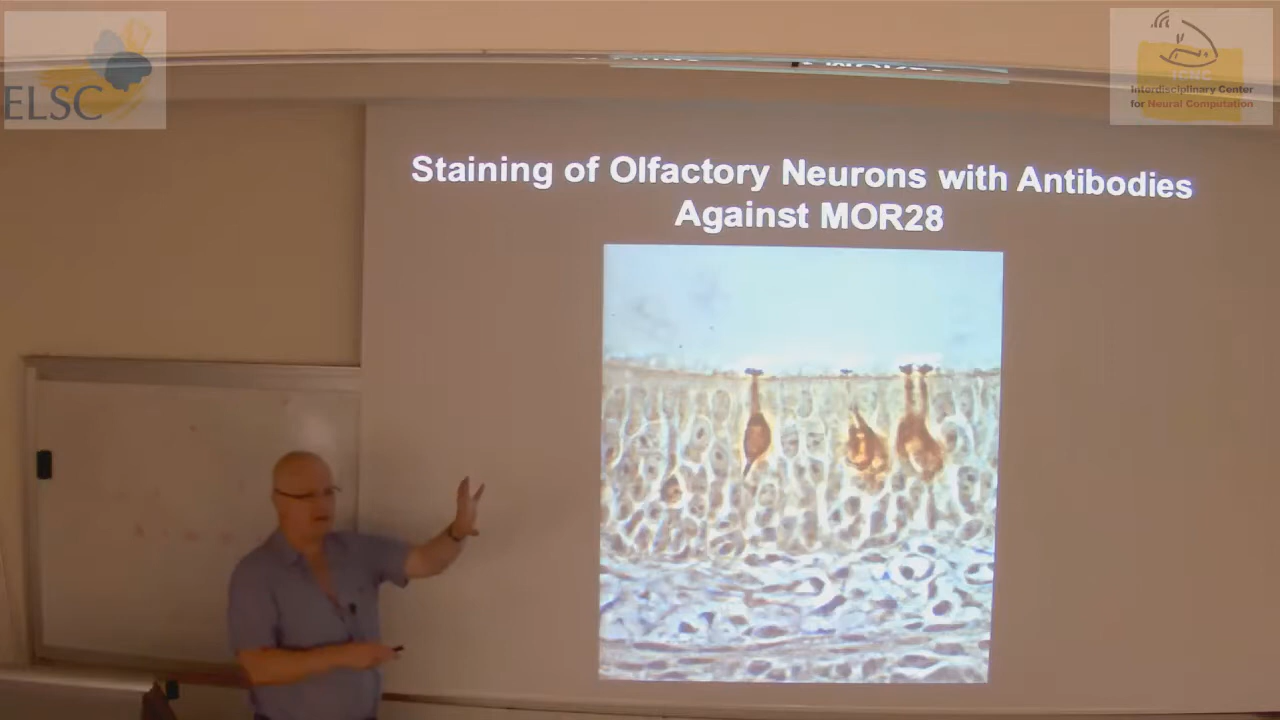 ELSC
ICNC
Interdisciplinary Center
for Neural Computation
Staining of Olfactory Neurons with Antibodies
Against MOR28